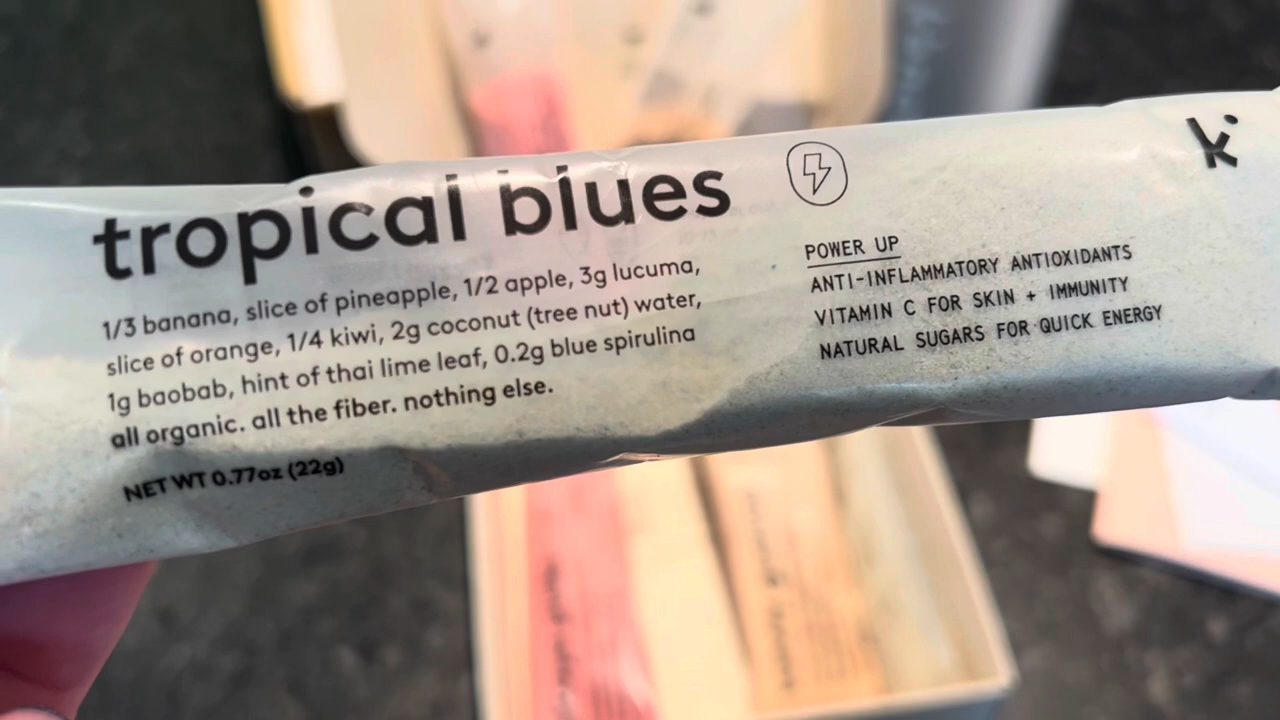 tropical blues
1/3 banana, slice of pineapple, 1/2 apple, 3g lucuma,
slice of orange, 1/4 kiwi, 2g coconut (tree nut) water,
1g baobab, hint of thai lime leaf, 0.2g blue spirulina
all organic. all the fiber. nothing else.
NET WT 0.77oz (22g)
POWER UP
ANTI-INFLAMMATORY ANTIOXIDANTS
VITAMIN C FOR SKIN + IMMUNITY
NATURAL SUGARS FOR QUICK ENERGY
k